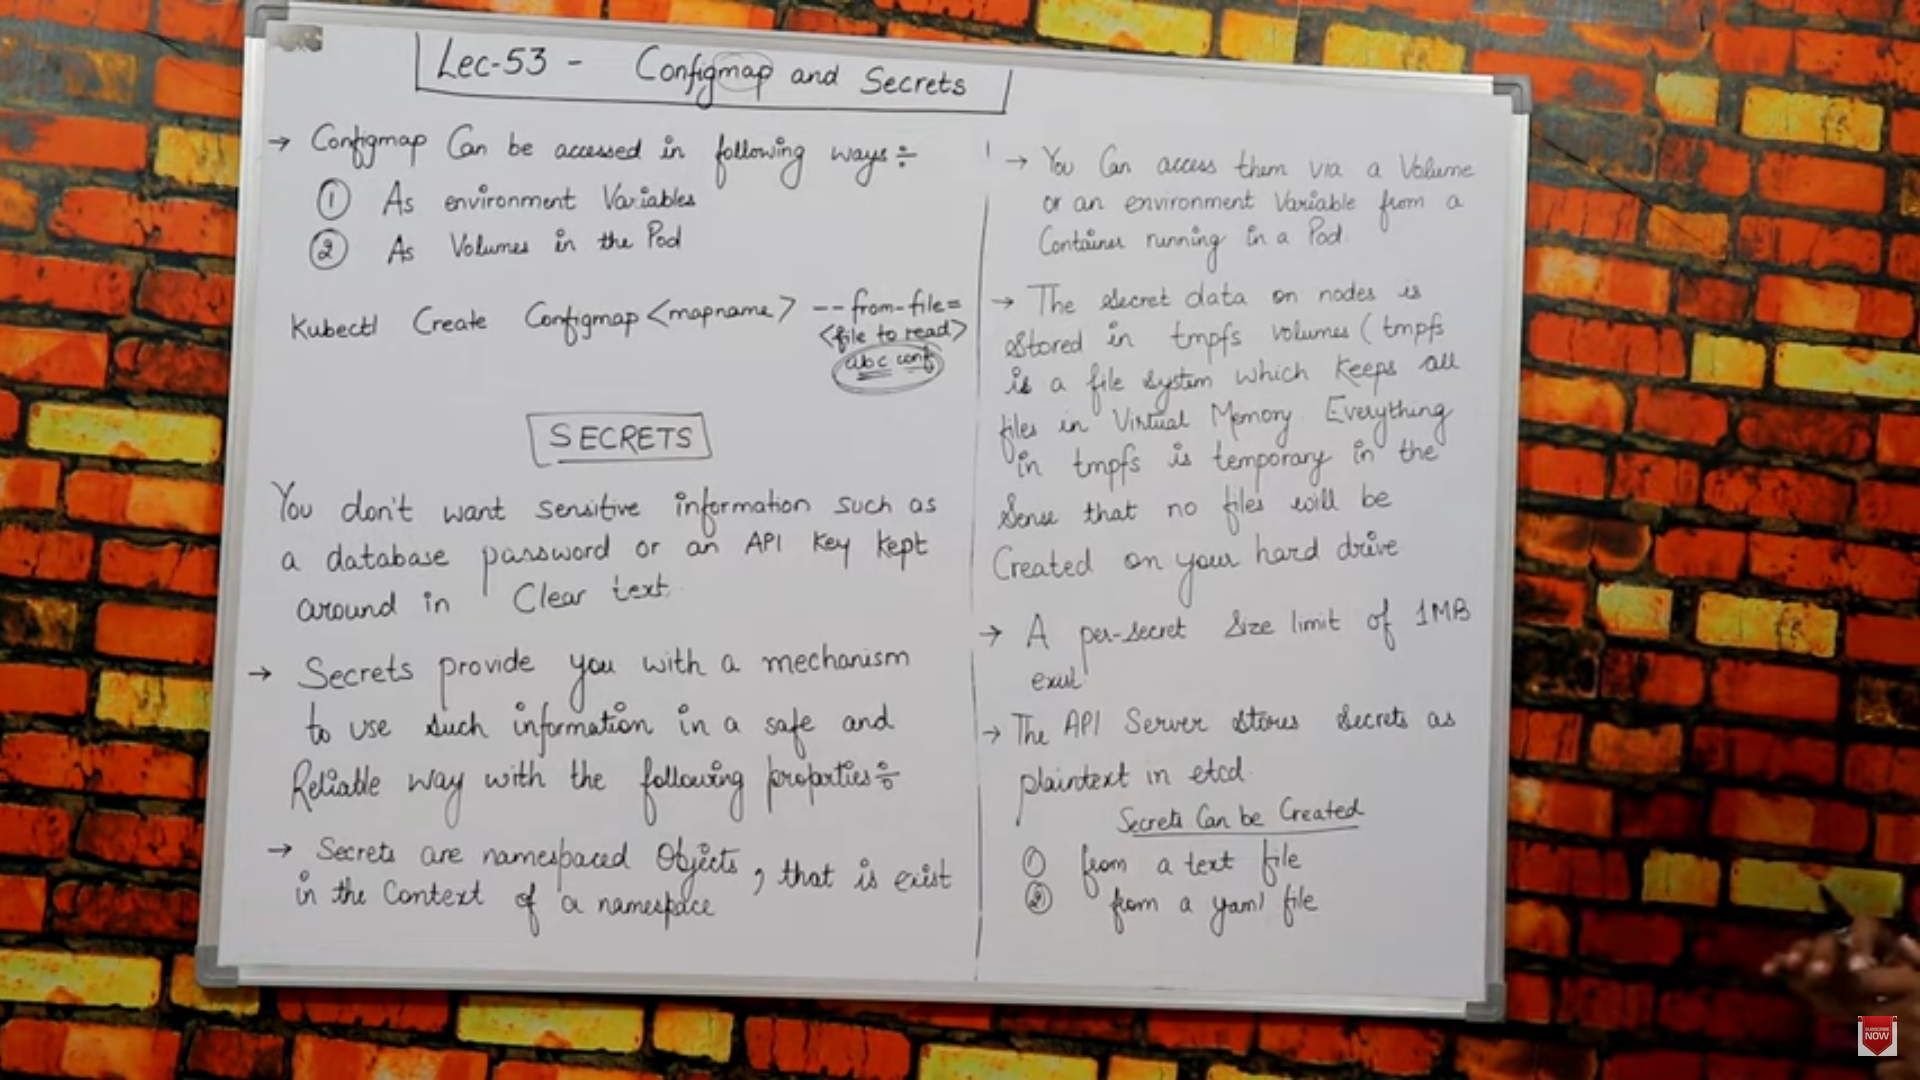 Lec-53 - Configmap and Secrets
→ Configmap Can be accessed in following ways÷
① As environment Variables
② As Volumes in the Pod
Kubectl Create Configmap <mapname> --from-file=
<file to read>
abc conf
SECRETS
You don't want sensitive information such as
a database password or an API Key kept
around in Clear text.
→ Secrets provide you with a mechanism
to use such information in a safe and
Reliable way with the following properties÷
→ Secrets are namespaced Objects, that is exist
in the Context of a namespace
→ You Can access them via a Volume
or an environment Variable from a
Container running in a Pod.
→ The secret data on nodes is
stored in tmpfs volumes (tmpfs
is a file system which keeps all
files in Virtual Memory. Everything
in tmpfs is temporary in the
Sense that no files will be
Created on your hard drive
→ A per-secret size limit of 1MB
→ The API Server stores secrets as
plaintext in etcd.
Secrets Can be Created
① from a text file
② from a yaml file
SUBSCRIBE
NOW